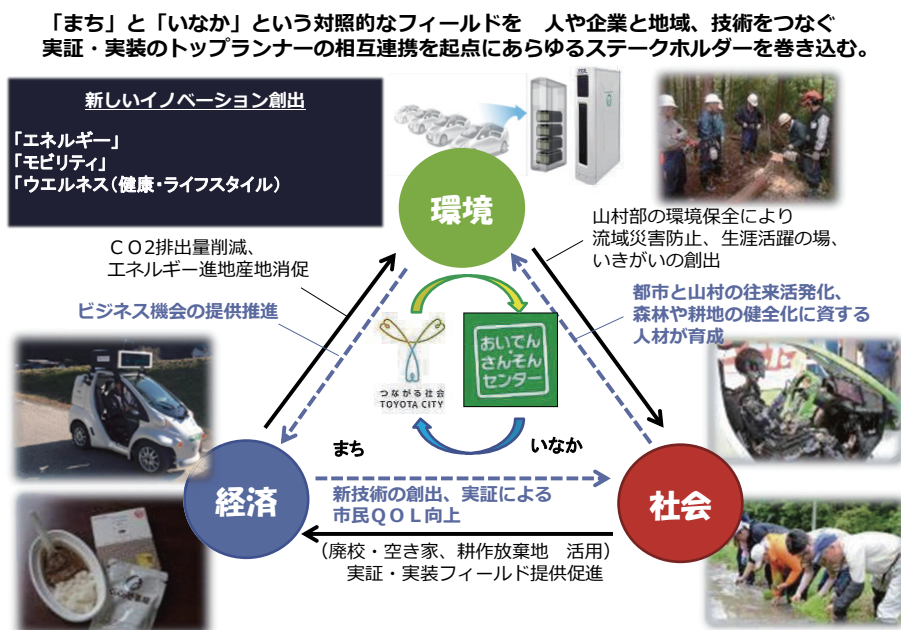 「まち」と「いなか」という対照的なフィールドを　人や企業と地域、技術をつなぐ
実証・実装のトップランナーの相互連携を起点にあらゆるステークホルダーを巻き込む。
新しいイノベーション創出
「エネルギー」
「モビリティ」
「ウエルネス（健康・ライフスタイル）
環境
ＣＯ2排出量削減、
エネルギー進地産地消促
ビジネス機会の提供推進
山村部の環境保全により
流域災害防止、生涯活躍の場、
いきがいの創出
都市と山村の往来活発化、
森林や耕地の健全化に資する
人材が育成
つながる社会
TOYOTA CITY
おいでん
さんそん
センター
まち
いなか
経済
新技術の創出、実証による
市民ＱＯＬ向上
社会
（廃校・空き家、耕作放棄地　活用）
実証・実装フィールド提供促進